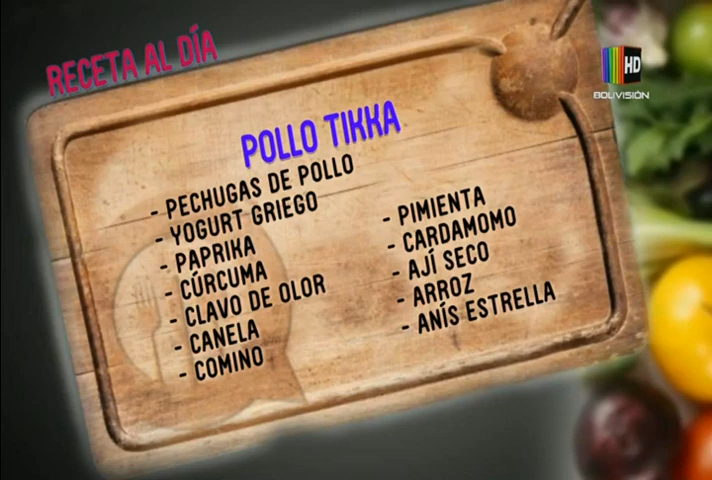 RECETA AL DÍA
HD
BOLIVISIÓN
POLLO TIKKA
- PECHUGAS DE POLLO
- YOGURT GRIEGO
- PAPRIKA
- CÚRCUMA
- CLAVO DE OLOR
- CANELA
- COMINO
- PIMIENTA
- CARDAMOMO
- AJÍ SECO
- ARROZ
- ANÍS ESTRELLA